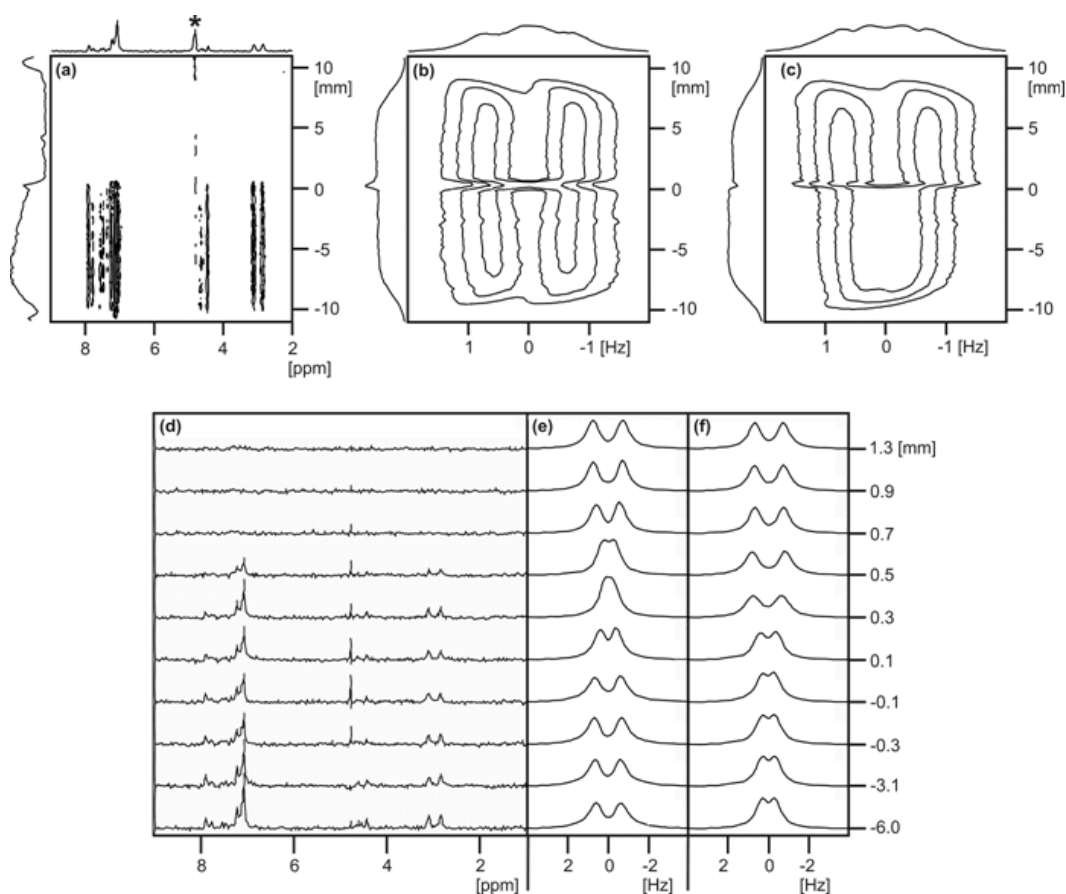 *
(a) 10 (b) 10 (c) 10
[mm] [mm] [mm]
5 5 5
0 0 0
-5 -5 -5
-10 -10 -10
8 6 4 2 1 0 -1 [Hz] 1 0 -1 [Hz]
[ppm]
(d) (e) (f)
1.3 [mm]
0.9
0.7
0.5
0.3
0.1
-0.1
-0.3
-3.1
-6.0
8 6 4 2 2 0 -2 2 0 -2
[ppm] [Hz] [Hz]